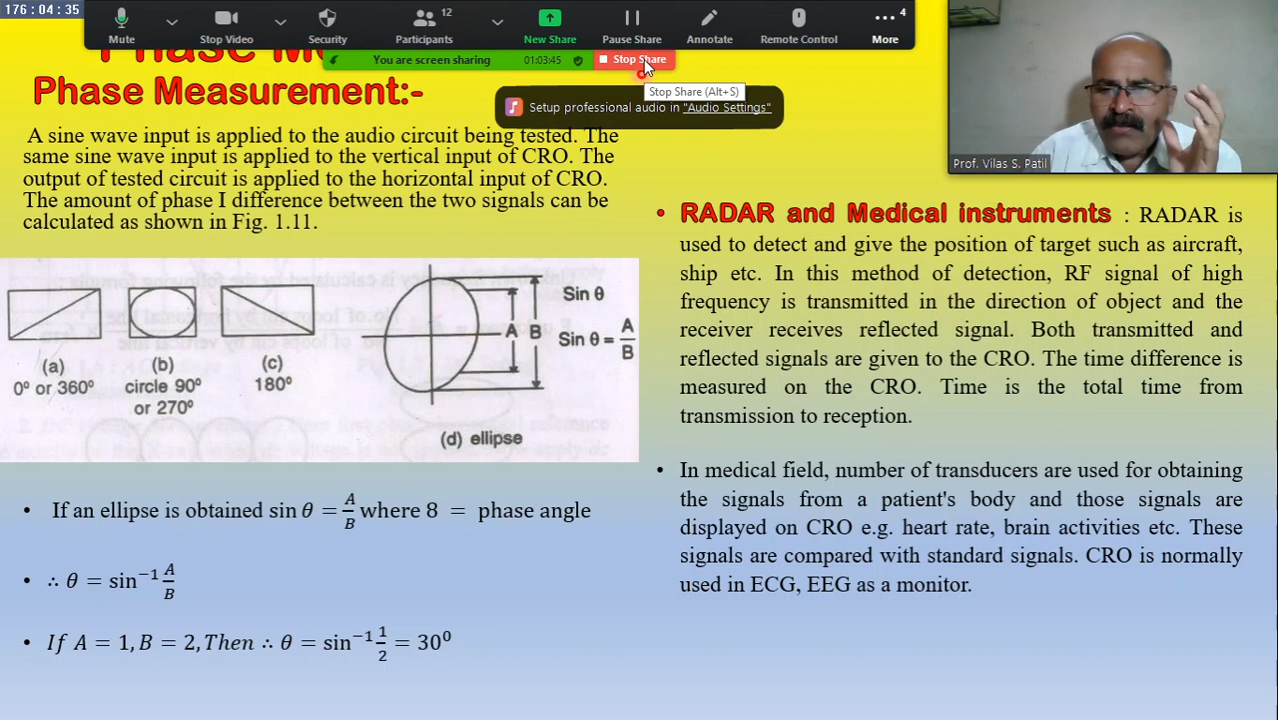 176:04:35
12
4
Mute
Stop Video
Security
Participants
New Share
Pause Share
Annotate
Remote Control
More
You are screen sharing
01:03:45
Stop Share
Stop Share (Alt+S)
Setup professional audio in "Audio Settings"
Prof. Vilas S. Patil
Phase Measurement:-
A sine wave input is applied to the audio circuit being tested. The
same sine wave input is applied to the vertical input of CRO. The
output of tested circuit is applied to the horizontal input of CRO.
The amount of phase I difference between the two signals can be
calculated as shown in Fig. 1.11.
(a)
0º or 360º
(b)
circle 90º
or 270º
(c)
180º
A
B
Sin θ
Sin θ = A/B
(d) ellipse
• If an ellipse is obtained sin θ = A/B where 8 = phase angle
• ∴ θ = sin⁻¹ A/B
• If A = 1, B = 2, Then ∴ θ = sin⁻¹ 1/2 = 30⁰
• RADAR and Medical instruments : RADAR is
used to detect and give the position of target such as aircraft,
ship etc. In this method of detection, RF signal of high
frequency is transmitted in the direction of object and the
receiver receives reflected signal. Both transmitted and
reflected signals are given to the CRO. The time difference is
measured on the CRO. Time is the total time from
transmission to reception.
• In medical field, number of transducers are used for obtaining
the signals from a patient's body and those signals are
displayed on CRO e.g. heart rate, brain activities etc. These
signals are compared with standard signals. CRO is normally
used in ECG, EEG as a monitor.